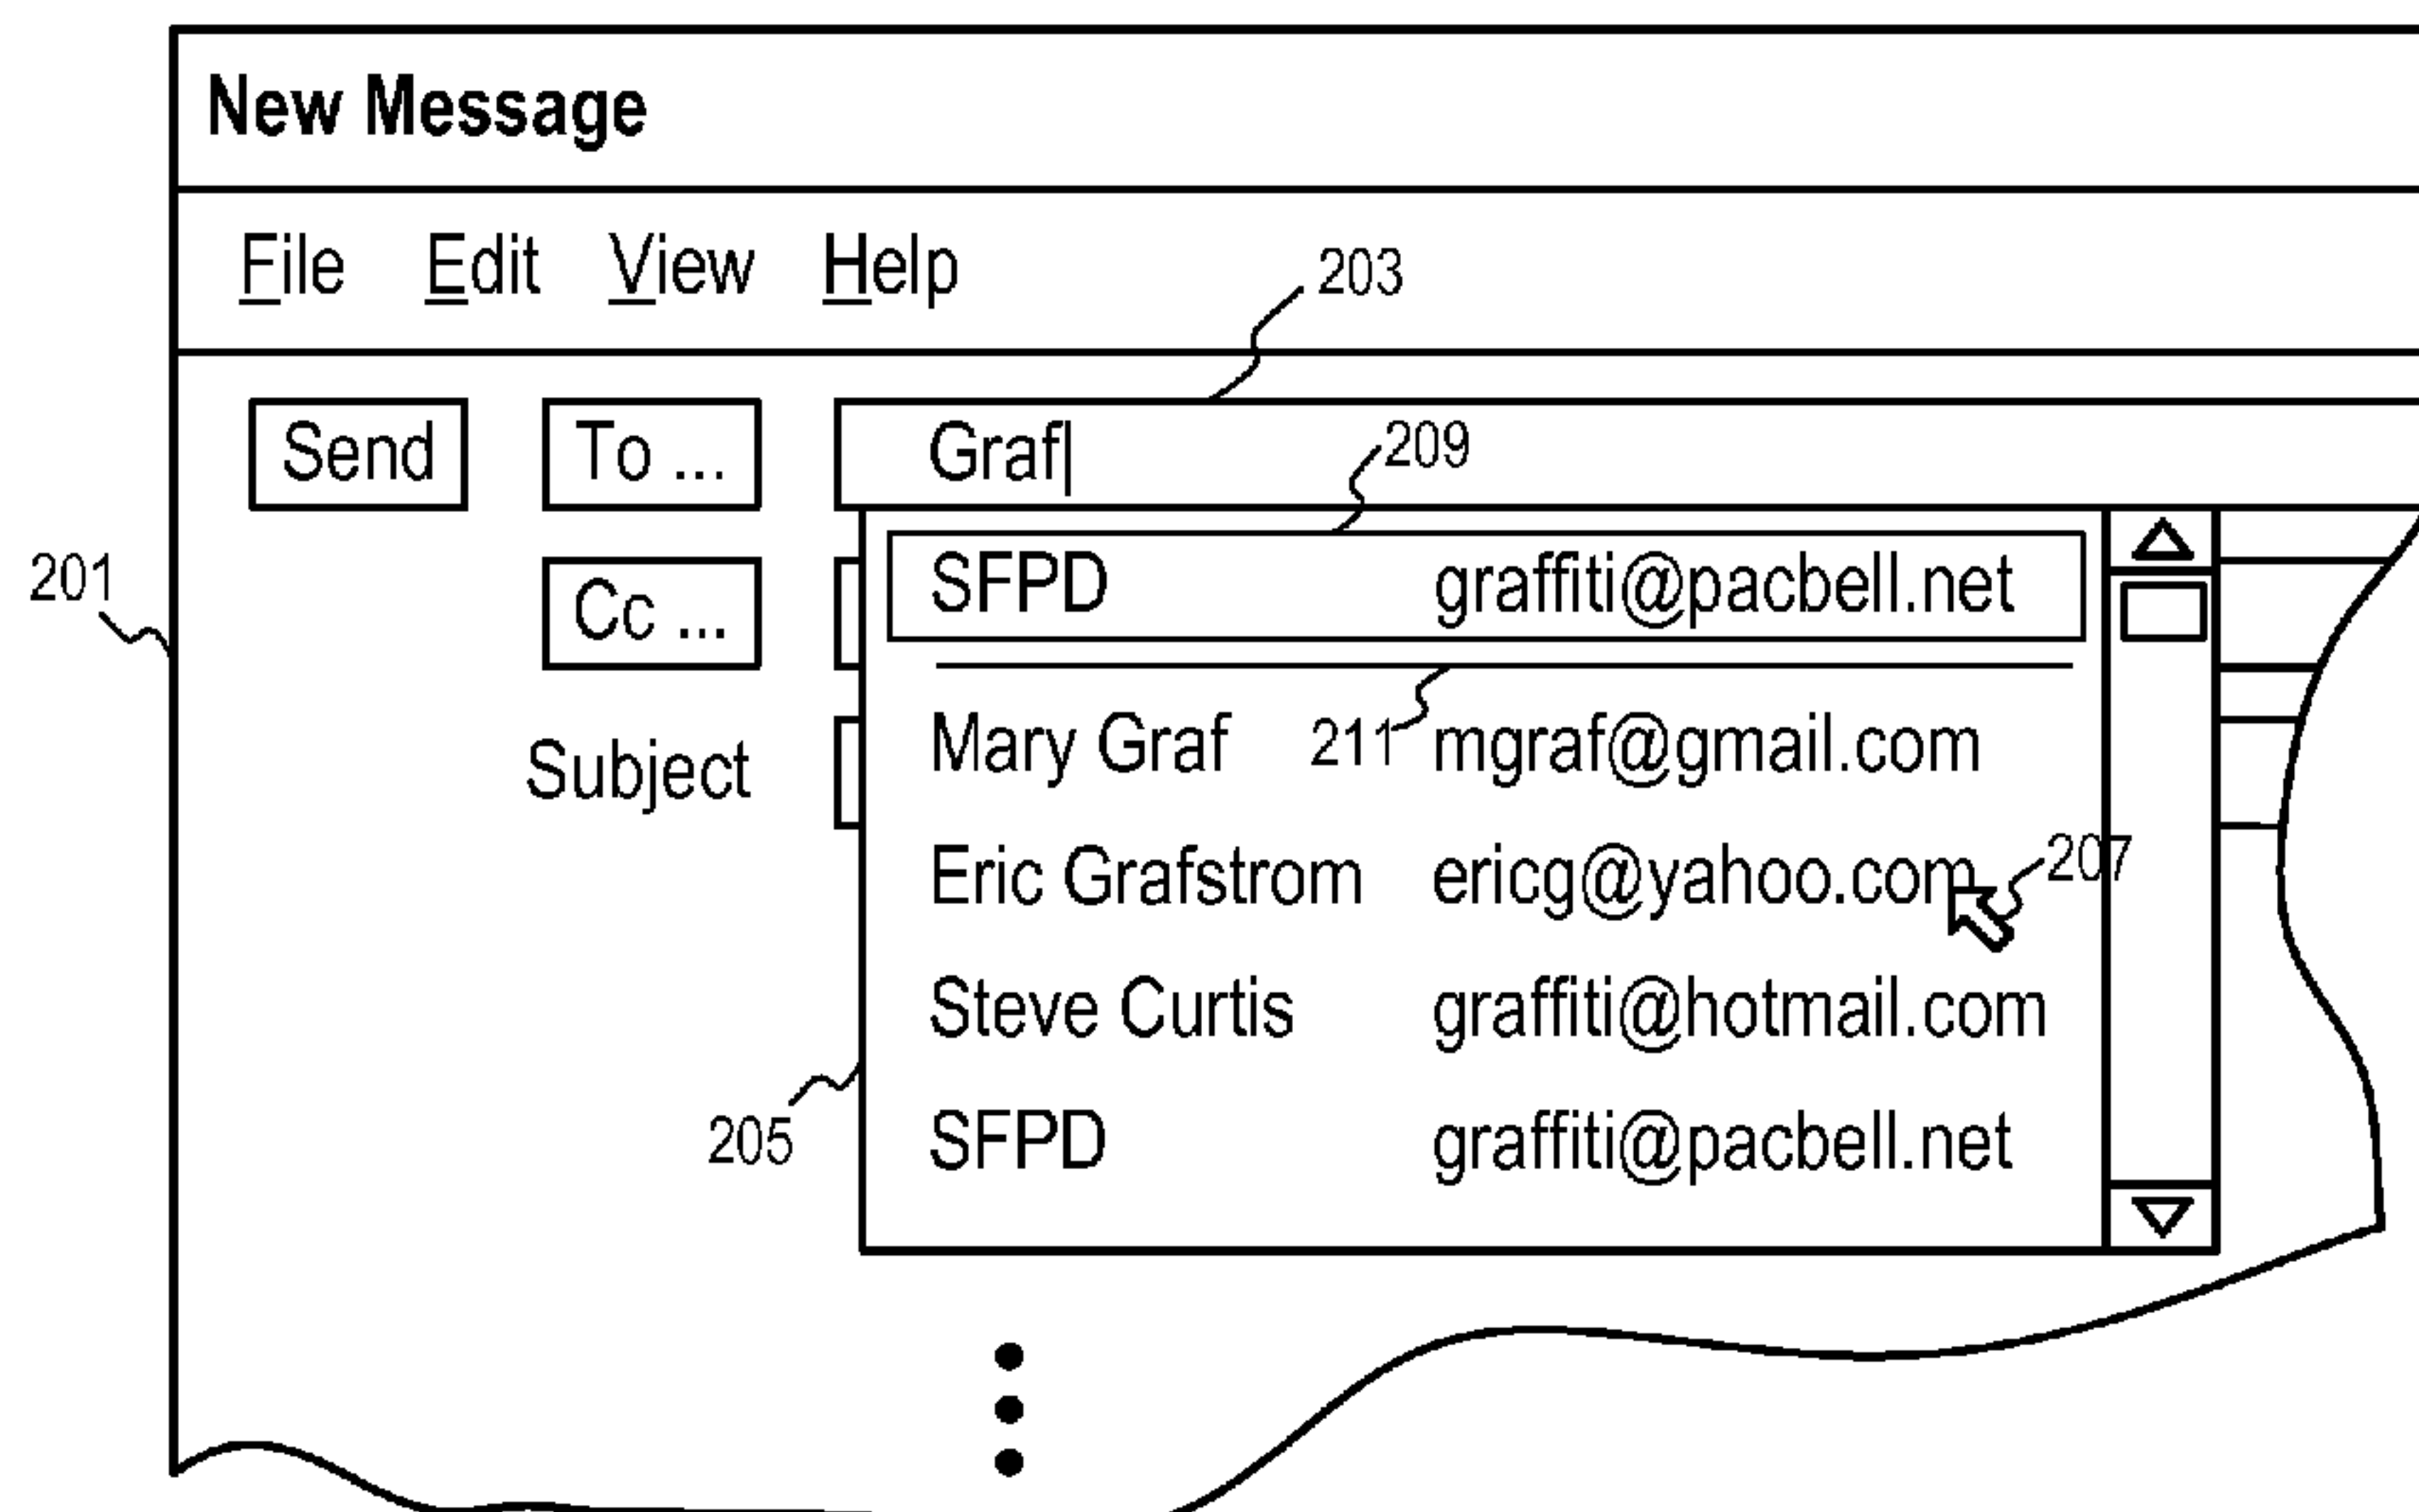 New Message
File Edit View Help
203
Send To ... Graf
209
SFPD graffiti@pacbell.net
201
Cc ...
211
Mary Graf mgraf@gmail.com
Subject
Eric Grafstrom ericg@yahoo.com
207
Steve Curtis graffiti@hotmail.com
205
SFPD graffiti@pacbell.net